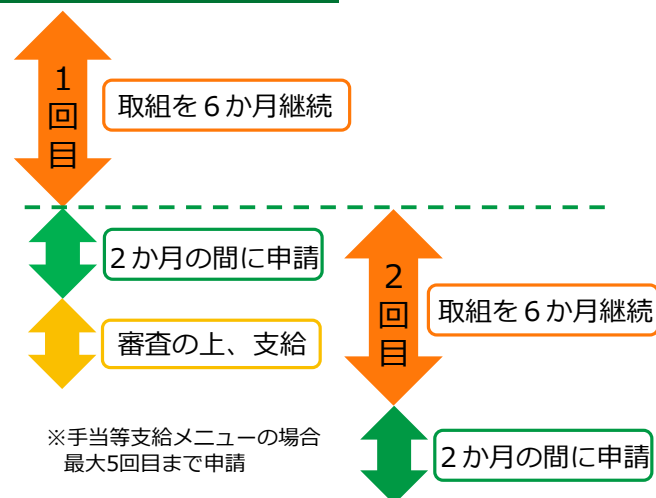 1回目
取組を６か月継続
２か月の間に申請
審査の上、支給
2回目
取組を６か月継続
２か月の間に申請
※手当等支給メニューの場合
最大5回目まで申請